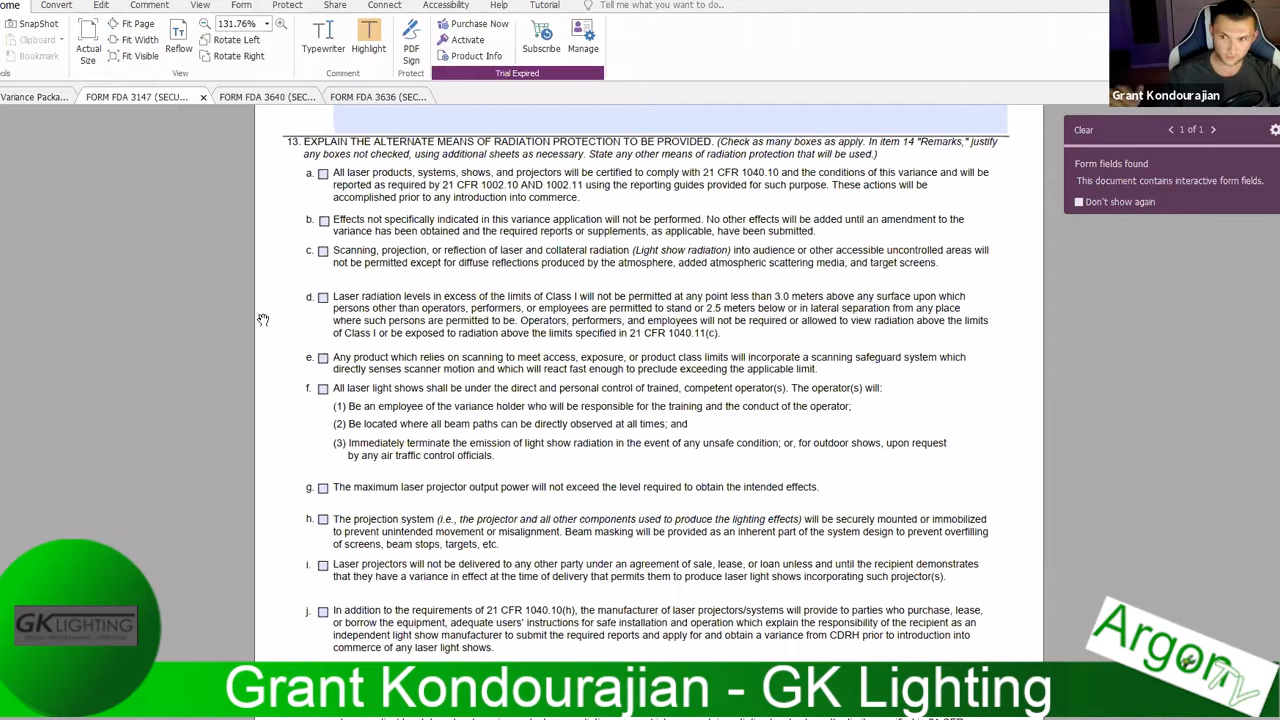 ome Convert Edit Comment View Form Protect Share Connect Accessibility Help Tutorial Tell me what you want to do...
SnapShot
Clipboard
Bookmark
ols
Actual Size
Fit Page
Fit Width
Fit Visible
Reflow
131.76%
Rotate Left
Rotate Right
View
Typewriter
Highlight
Comment
PDF Sign
Protect
Purchase Now
Activate
Product Info
Subscribe
Manage
Trial Expired
Grant Kondourajian
Variance Packa... FORM FDA 3147 (SECU... FORM FDA 3640 (SEC... FORM FDA 3636 (SEC...
Clear 1 of 1
Form fields found
This document contains interactive form fields.
Don't show again
13. EXPLAIN THE ALTERNATE MEANS OF RADIATION PROTECTION TO BE PROVIDED. (Check as many boxes as apply. In item 14 "Remarks," justify
any boxes not checked, using additional sheets as necessary. State any other means of radiation protection that will be used.)
a. All laser products, systems, shows, and projectors will be certified to comply with 21 CFR 1040.10 and the conditions of this variance and will be
reported as required by 21 CFR 1002.10 AND 1002.11 using the reporting guides provided for such purpose. These actions will be
accomplished prior to any introduction into commerce.
b. Effects not specifically indicated in this variance application will not be performed. No other effects will be added until an amendment to the
variance has been obtained and the required reports or supplements, as applicable, have been submitted.
c. Scanning, projection, or reflection of laser and collateral radiation (Light show radiation) into audience or other accessible uncontrolled areas will
not be permitted except for diffuse reflections produced by the atmosphere, added atmospheric scattering media, and target screens.
d. Laser radiation levels in excess of the limits of Class I will not be permitted at any point less than 3.0 meters above any surface upon which
persons other than operators, performers, or employees are permitted to stand or 2.5 meters below or in lateral separation from any place
where such persons are permitted to be. Operators, performers, and employees will not be required or allowed to view radiation above the limits
of Class I or be exposed to radiation above the limits specified in 21 CFR 1040.11(c).
e. Any product which relies on scanning to meet access, exposure, or product class limits will incorporate a scanning safeguard system which
directly senses scanner motion and which will react fast enough to preclude exceeding the applicable limit.
f. All laser light shows shall be under the direct and personal control of trained, competent operator(s). The operator(s) will:
(1) Be an employee of the variance holder who will be responsible for the training and the conduct of the operator;
(2) Be located where all beam paths can be directly observed at all times; and
(3) Immediately terminate the emission of light show radiation in the event of any unsafe condition; or, for outdoor shows, upon request
by any air traffic control officials.
g. The maximum laser projector output power will not exceed the level required to obtain the intended effects.
h. The projection system (i.e., the projector and all other components used to produce the lighting effects) will be securely mounted or immobilized
to prevent unintended movement or misalignment. Beam masking will be provided as an inherent part of the system design to prevent overfilling
of screens, beam stops, targets, etc.
i. Laser projectors will not be delivered to any other party under an agreement of sale, lease, or loan unless and until the recipient demonstrates
that they have a variance in effect at the time of delivery that permits them to produce laser light shows incorporating such projector(s).
j. In addition to the requirements of 21 CFR 1040.10(h), the manufacturer of laser projectors/systems will provide to parties who purchase, lease,
or borrow the equipment, adequate users' instructions for safe installation and operation which explain the responsibility of the recipient as an
independent light show manufacturer to submit the required reports and apply for and obtain a variance from CDRH prior to introduction into
commerce of any laser light shows.
GK LIGHTING
Argon TV
Grant Kondourajian - GK Lighting